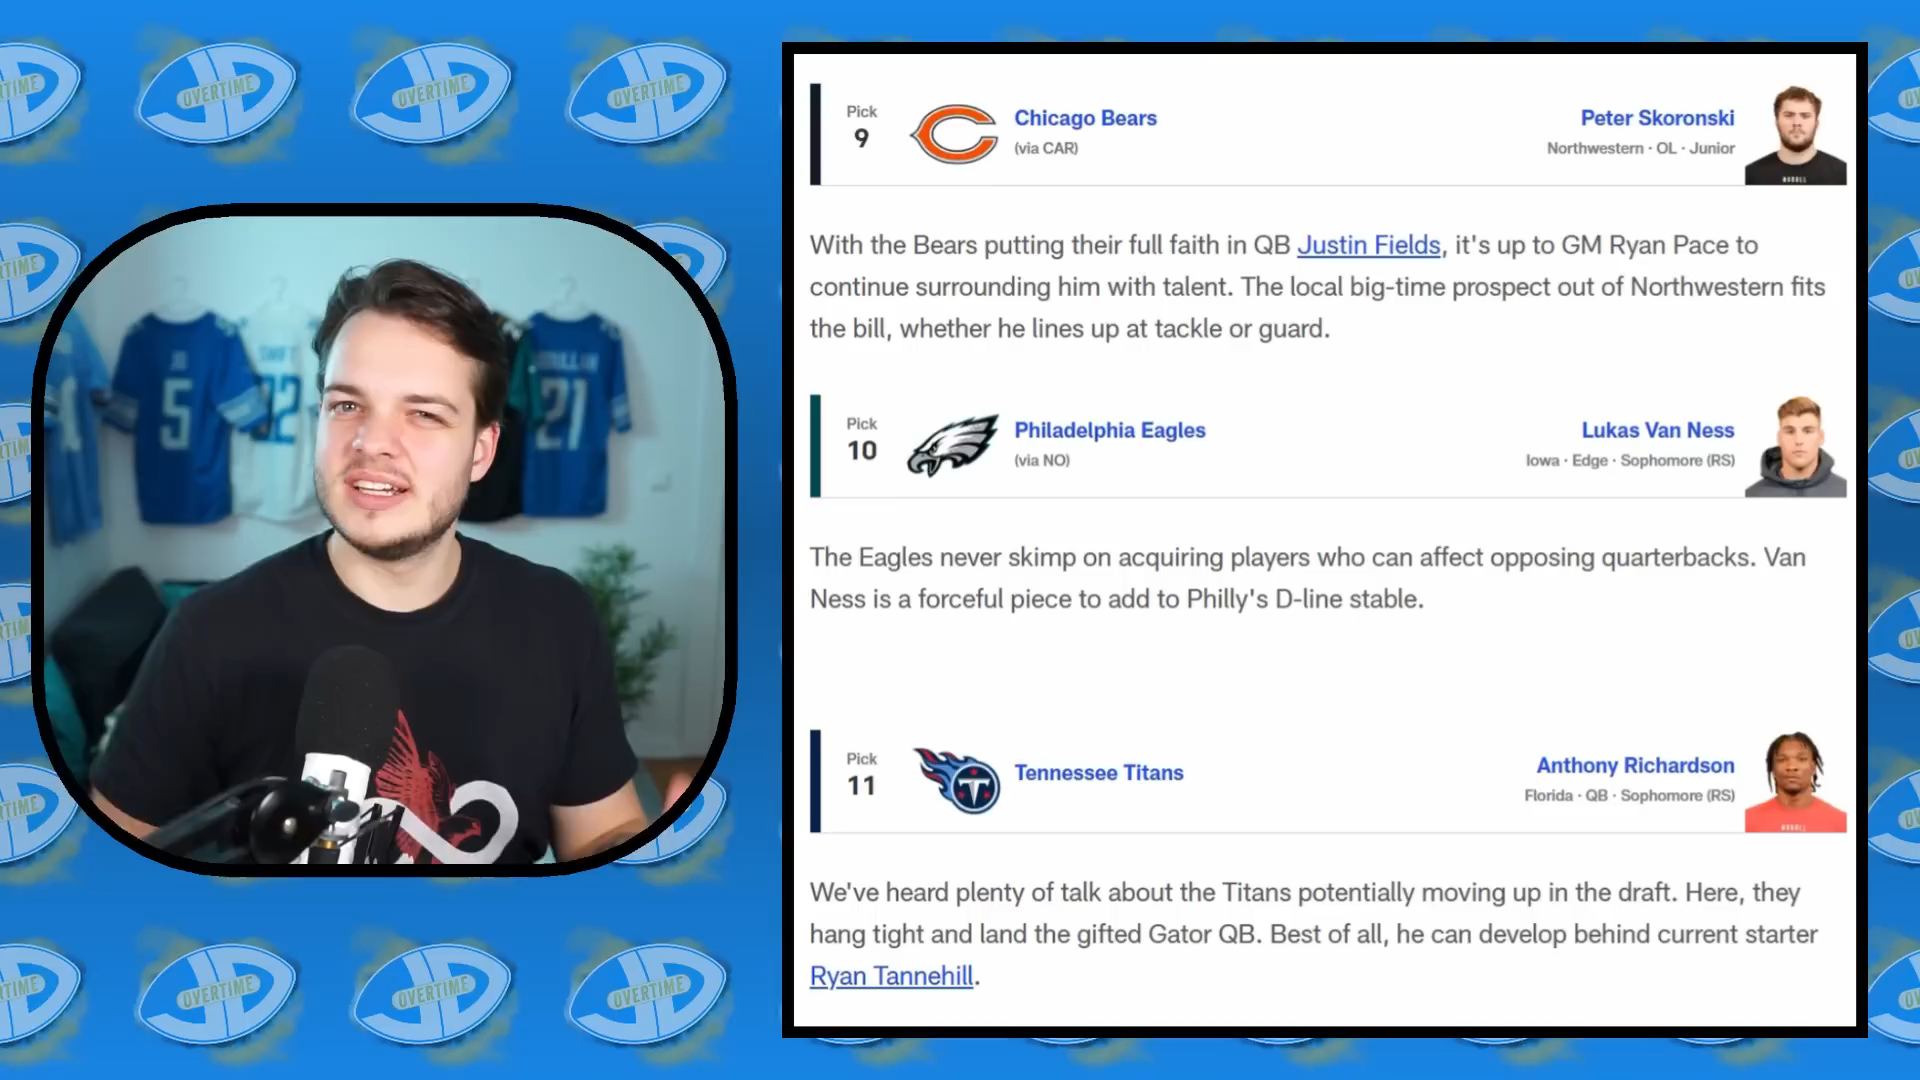 Pick
9
Chicago Bears
(via CAR)
Peter Skoronski
Northwestern · OL · Junior
With the Bears putting their full faith in QB Justin Fields, it's up to GM Ryan Pace to
continue surrounding him with talent. The local big-time prospect out of Northwestern fits
the bill, whether he lines up at tackle or guard.
Pick
10
Philadelphia Eagles
(via NO)
Lukas Van Ness
Iowa · Edge · Sophomore (RS)
The Eagles never skimp on acquiring players who can affect opposing quarterbacks. Van
Ness is a forceful piece to add to Philly's D-line stable.
Pick
11
Tennessee Titans
Anthony Richardson
Florida · QB · Sophomore (RS)
We've heard plenty of talk about the Titans potentially moving up in the draft. Here, they
hang tight and land the gifted Gator QB. Best of all, he can develop behind current starter
Ryan Tannehill.
JD
OVERTIME
5
21